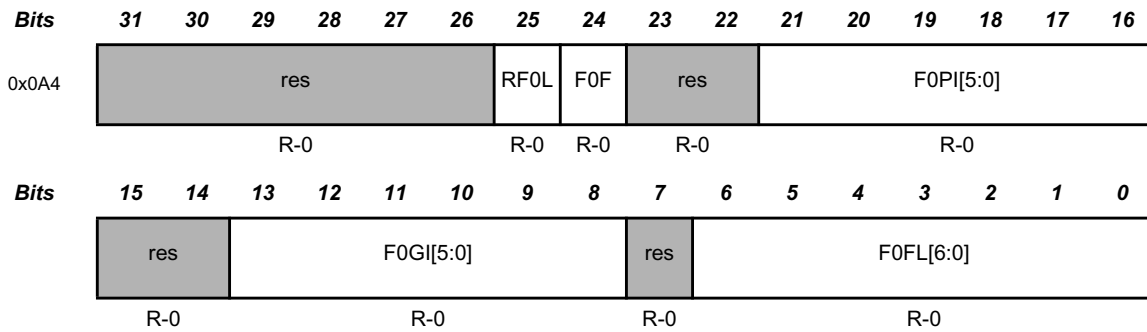 Bits 31 30 29 28 27 26 25 24 23 22 21 20 19 18 17 16
0x0A4 res RF0L F0F res F0PI[5:0]
R-0 R-0 R-0 R-0 R-0
Bits 15 14 13 12 11 10 9 8 7 6 5 4 3 2 1 0
res F0GI[5:0] res F0FL[6:0]
R-0 R-0 R-0 R-0